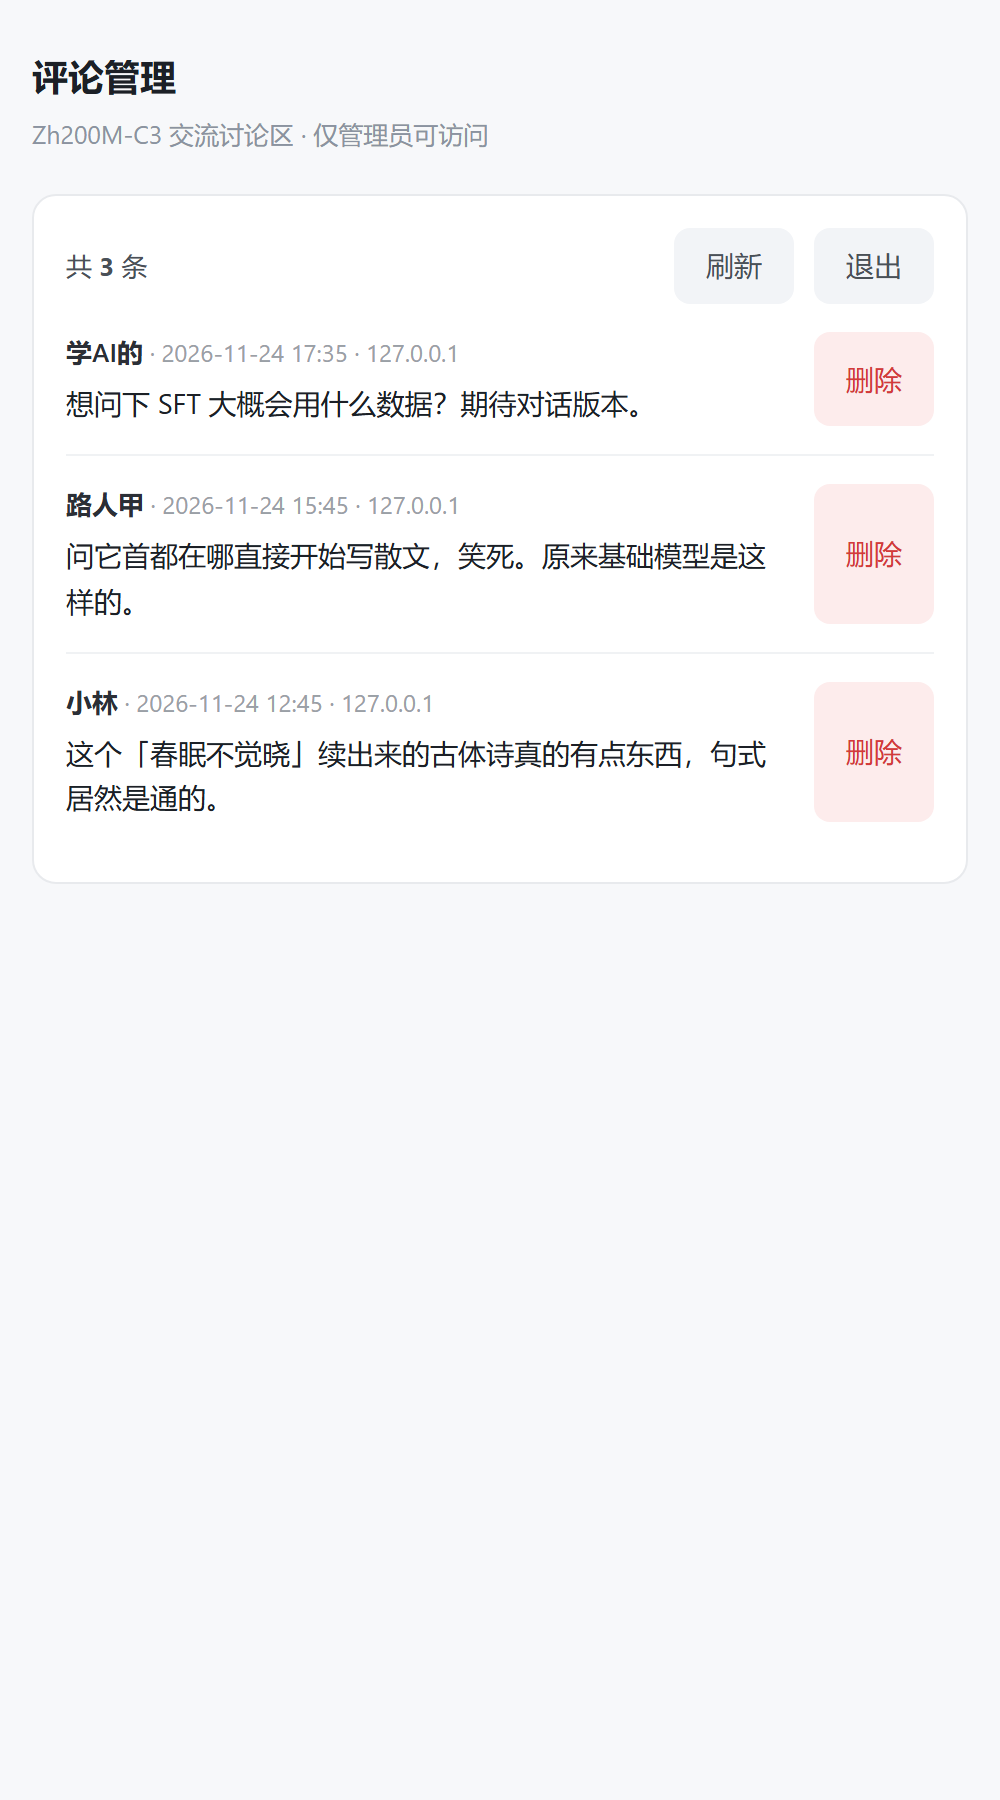 评论管理
Zh200M-C3 交流讨论区 · 仅管理员可访问
共 3 条
刷新
退出
学AI的 · 2026-11-24 17:35 · 127.0.0.1
想问下 SFT 大概会用什么数据？期待对话版本。
删除
路人甲 · 2026-11-24 15:45 · 127.0.0.1
问它首都在哪直接开始写散文，笑死。原来基础模型是这
样的。
删除
小林 · 2026-11-24 12:45 · 127.0.0.1
这个「春眠不觉晓」续出来的古体诗真的有点东西，句式
居然是通的。
删除